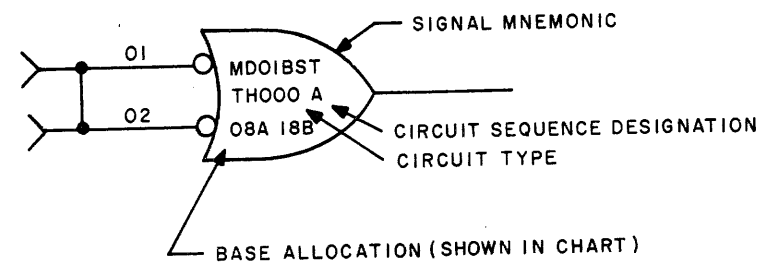 SIGNAL MNEMONIC
01
MD01BST
TH000 A
02
08A 18B
CIRCUIT SEQUENCE DESIGNATION
CIRCUIT TYPE
BASE ALLOCATION (SHOWN IN CHART)